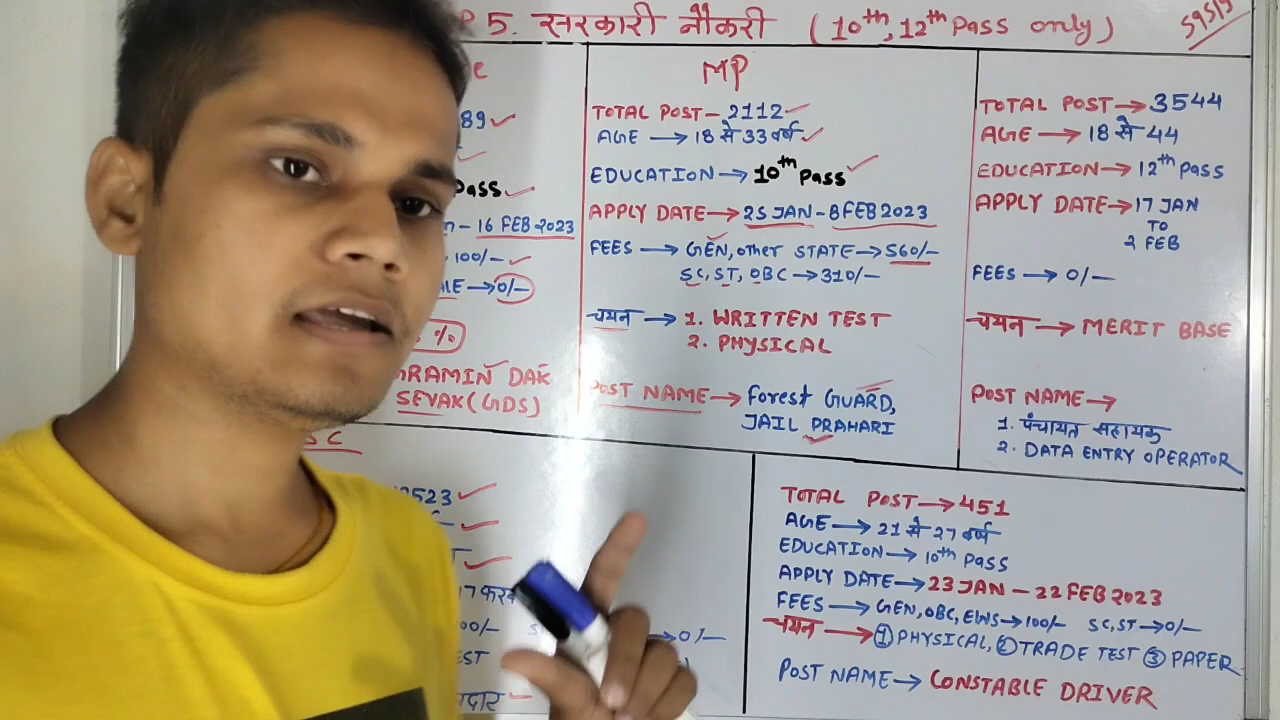 P 5. सरकारी नौकरी (10th, 12th Pass only)
59515
C
89
Pass
- 16 FEB 2023
100/-
→ 0/-
%
GRAMIN DAK
SEVAK (GDS)
MP
TOTAL POST - 2112
AGE → 18 से 33 वर्ष
EDUCATION → 10th Pass
APPLY DATE → 25 JAN - 8 FEB 2023
FEES → GEN, other STATE → 560/-
SC, ST, OBC → 310/-
चयन → 1. WRITTEN TEST
2. PHYSICAL
POST NAME → Forest GUARD,
JAIL PRAHARI
TOTAL POST → 3544
AGE → 18 से 44
EDUCATION → 12th Pass
APPLY DATE → 17 JAN
TO
2 FEB
FEES → 0/-
चयन → MERIT BASE
POST NAME →
1. पंचायत सहायक
2. DATA ENTRY OPERATOR
SC
523
00/-
→ 0/-
EST
दार
TOTAL POST → 451
AGE → 21 से 27 वर्ष
EDUCATION → 10th Pass
APPLY DATE → 23 JAN - 22 FEB 2023
FEES → GEN, OBC, EWS → 100/- SC, ST → 0/-
चयन → ① PHYSICAL, ② TRADE TEST ③ PAPER
POST NAME → CONSTABLE DRIVER